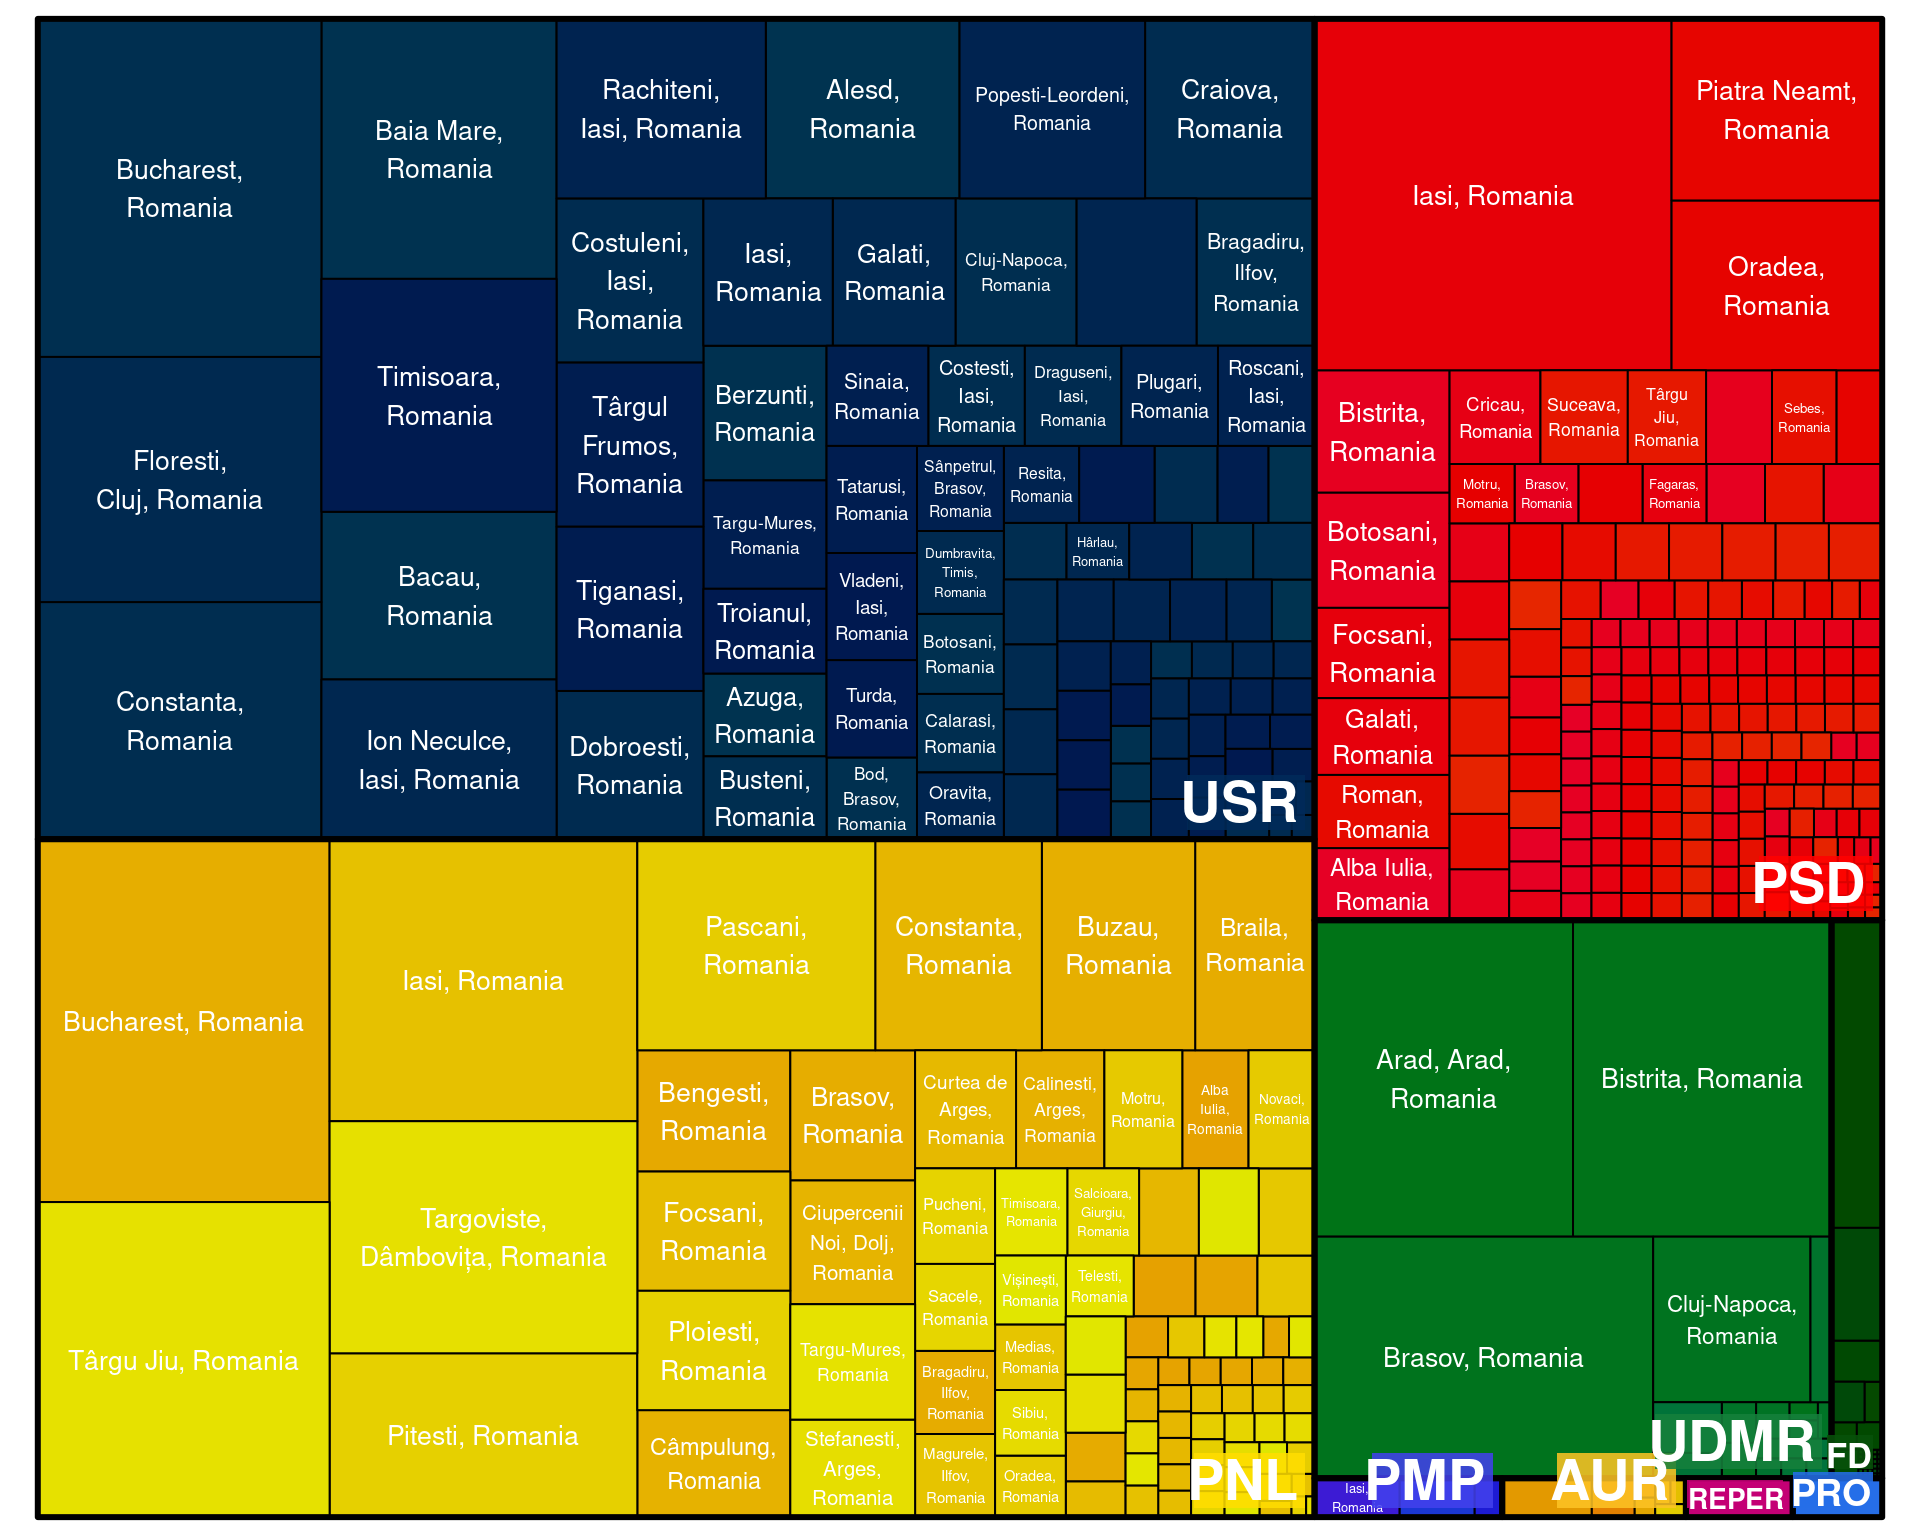 Bucharest,
Romania
Floresti,
Cluj, Romania
Constanta,
Romania
Baia Mare,
Romania
Timisoara,
Romania
Bacau,
Romania
Ion Neculce,
Iasi, Romania
Rachiteni,
Iasi, Romania
Alesd,
Romania
Popesti-Leordeni,
Romania
Craiova,
Romania
Costuleni,
Iasi,
Romania
Târgul
Frumos,
Romania
Tiganasi,
Romania
Dobroesti,
Romania
Iasi,
Romania
Galati,
Romania
Cluj-Napoca,
Romania
Bragadiru,
Ilfov,
Romania
Berzunti,
Romania
Targu-Mures,
Romania
Troianul,
Romania
Azuga,
Romania
Busteni,
Romania
Sinaia,
Romania
Costesti,
Iasi,
Romania
Draguseni,
Iasi,
Romania
Plugari,
Romania
Roscani,
Iasi,
Romania
Tatarusi,
Romania
Vladeni,
Iasi,
Romania
Turda,
Romania
Bod,
Brasov,
Romania
Sânpetrul,
Brasov,
Romania
Dumbravita,
Timis,
Romania
Botosani,
Romania
Calarasi,
Romania
Oravita,
Romania
Resita,
Romania
Hârlau,
Romania
USR
Iasi, Romania
Piatra Neamt,
Romania
Oradea,
Romania
Bistrita,
Romania
Botosani,
Romania
Focsani,
Romania
Galati,
Romania
Roman,
Romania
Alba Iulia,
Romania
Cricau,
Romania
Suceava,
Romania
Târgu
Jiu,
Romania
Sebes,
Romania
Motru,
Romania
Brasov,
Romania
Fagaras,
Romania
PSD
Bucharest, Romania
Târgu Jiu, Romania
Iasi, Romania
Targoviste,
Dâmbovița, Romania
Pitesti, Romania
Pascani,
Romania
Constanta,
Romania
Buzau,
Romania
Braila,
Romania
Bengesti,
Romania
Focsani,
Romania
Ploiesti,
Romania
Câmpulung,
Romania
Brasov,
Romania
Ciupercenii
Noi, Dolj,
Romania
Targu-Mures,
Romania
Stefanesti,
Arges,
Romania
Curtea de
Arges,
Romania
Calinesti,
Arges,
Romania
Motru,
Romania
Alba
Iulia,
Romania
Novaci,
Romania
Pucheni,
Romania
Sacele,
Romania
Bragadiru,
Ilfov,
Romania
Magurele,
Ilfov,
Romania
Timisoara,
Romania
Salcioara,
Giurgiu,
Romania
Vișinești,
Romania
Telesti,
Romania
Medias,
Romania
Sibiu,
Romania
Oradea,
Romania
PNL
Arad, Arad,
Romania
Bistrita, Romania
Brasov, Romania
Cluj-Napoca,
Romania
UDMR
FD
Iasi,
Romania
PMP
AUR
REPER
PRO